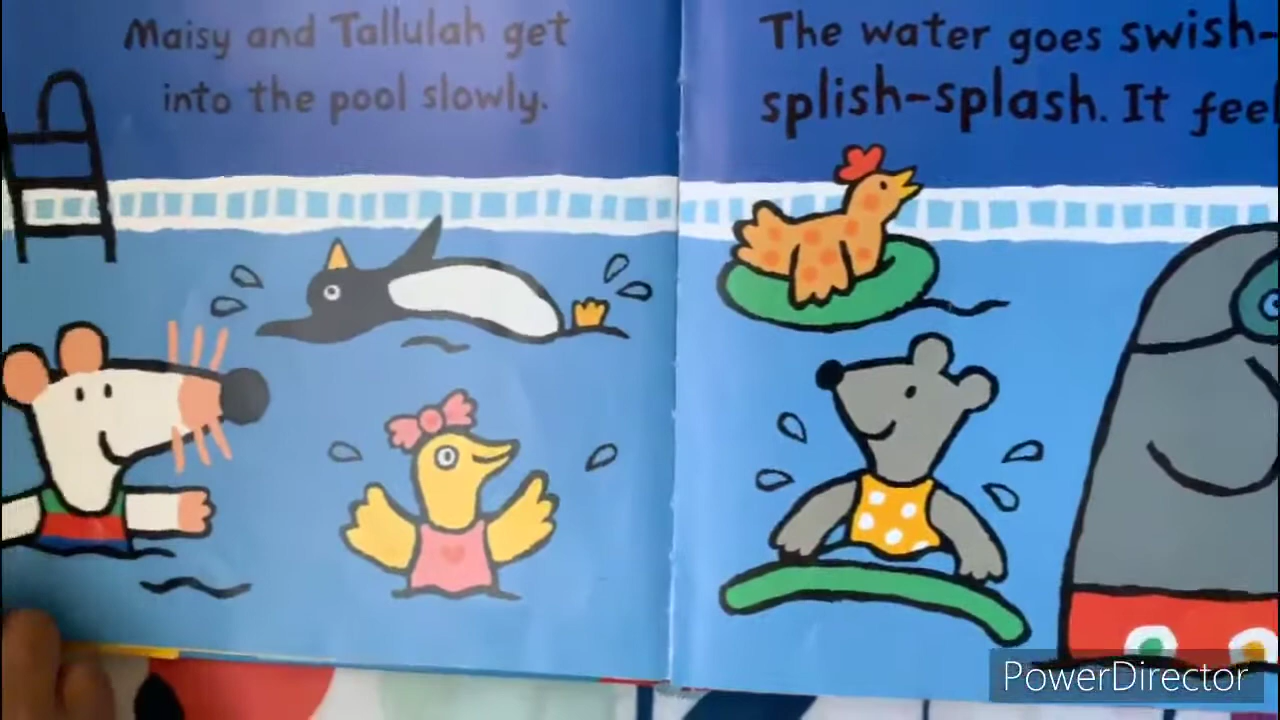 Maisy and Tallulah get
into the pool slowly.
The water goes swish-
splish-splash. It
PowerDirector